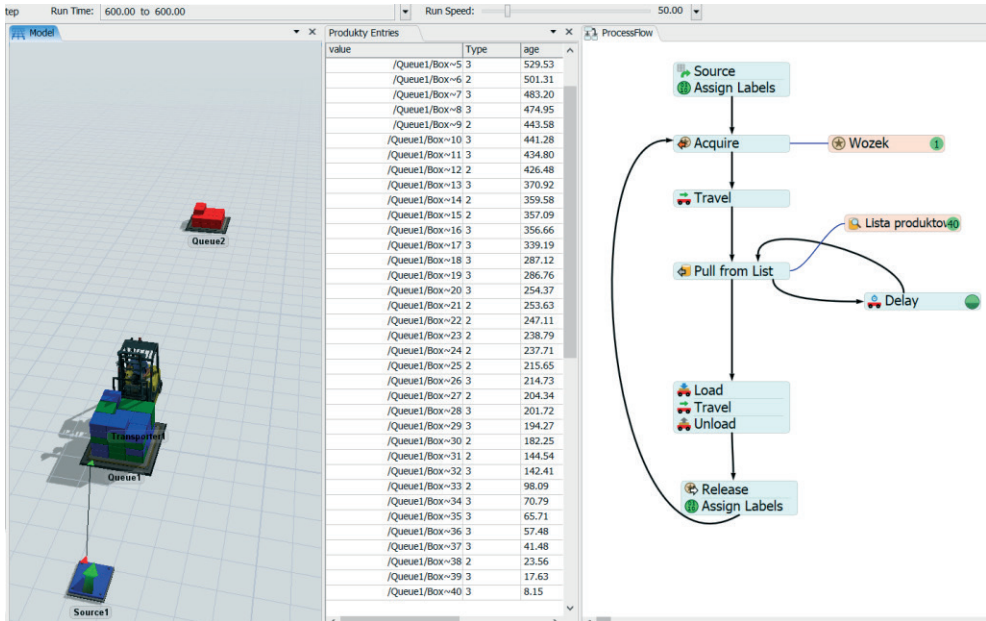 tep Run Time: 600.00 to 600.00 Run Speed: 50.00
Model
Queue2
Transporter1
Queue1
Source1
Produkty Entries
value Type age
/Queue1/Box~5 3 529.53
/Queue1/Box~6 2 501.31
/Queue1/Box~7 3 483.20
/Queue1/Box~8 3 474.95
/Queue1/Box~9 2 443.58
/Queue1/Box~10 3 441.28
/Queue1/Box~11 3 434.80
/Queue1/Box~12 2 426.48
/Queue1/Box~13 3 370.92
/Queue1/Box~14 2 359.58
/Queue1/Box~15 2 357.09
/Queue1/Box~16 3 356.66
/Queue1/Box~17 3 339.19
/Queue1/Box~18 3 287.12
/Queue1/Box~19 3 286.76
/Queue1/Box~20 3 254.37
/Queue1/Box~21 2 253.63
/Queue1/Box~22 2 247.11
/Queue1/Box~23 2 238.79
/Queue1/Box~24 2 237.71
/Queue1/Box~25 2 215.65
/Queue1/Box~26 3 214.73
/Queue1/Box~27 2 204.34
/Queue1/Box~28 3 201.72
/Queue1/Box~29 3 194.27
/Queue1/Box~30 2 182.25
/Queue1/Box~31 2 144.54
/Queue1/Box~32 3 142.41
/Queue1/Box~33 2 98.09
/Queue1/Box~34 3 70.79
/Queue1/Box~35 3 65.71
/Queue1/Box~36 3 57.48
/Queue1/Box~37 3 41.48
/Queue1/Box~38 2 23.56
/Queue1/Box~39 3 17.63
/Queue1/Box~40 3 8.15
ProcessFlow
Source
Assign Labels
Acquire
Wozek 1
Travel
Lista produktow 40
Pull from List
Delay
Load
Travel
Unload
Release
Assign Labels